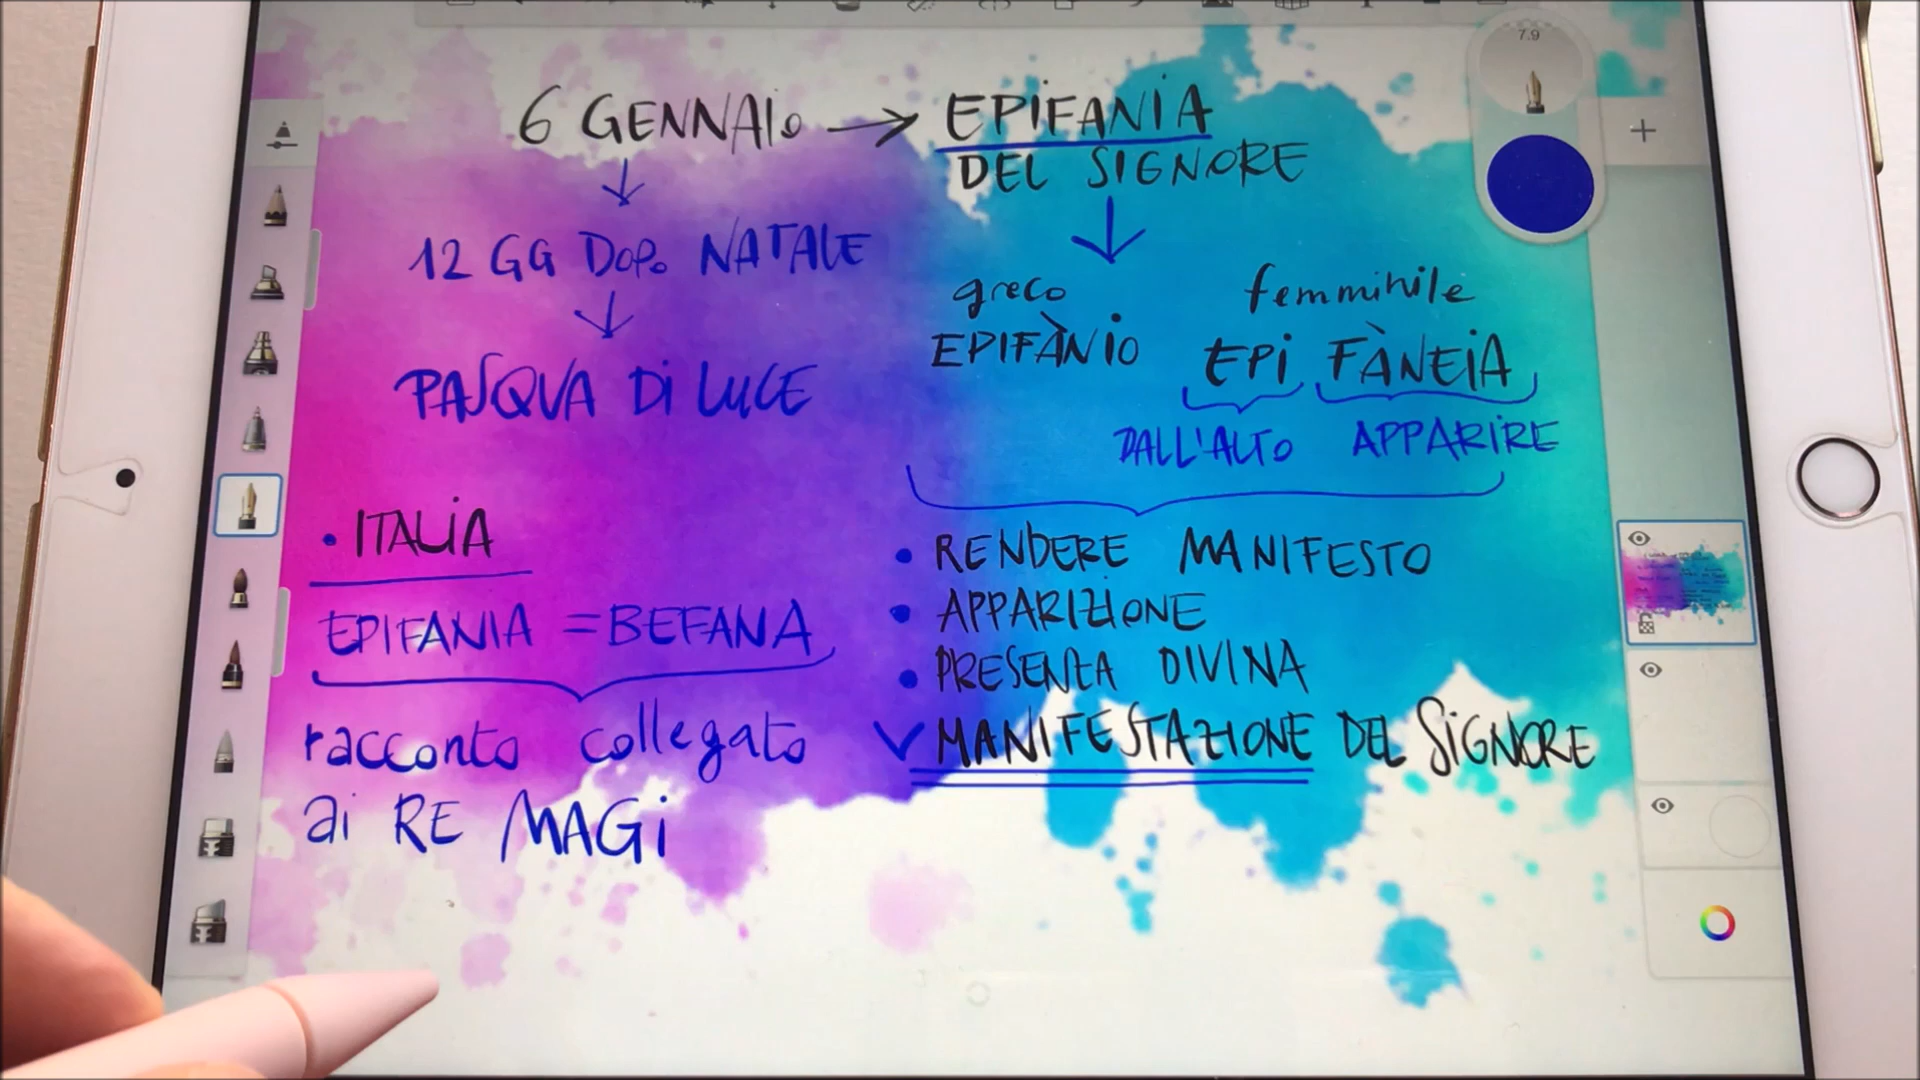 7.9
6 GENNAIO → EPIFANIA
DEL SIGNORE
12 GG DOPO NATALE
PASQUA DI LUCE
greco
EPIFÀNIO
femminile
EPI FÀNEIA
DALL'ALTO APPARIRE
• RENDERE MANIFESTO
• APPARIZIONE
• PRESENZA DIVINA
✓ MANIFESTAZIONE DEL SIGNORE
• ITALIA
EPIFANIA = BEFANA
racconto collegato
ai RE MAGI